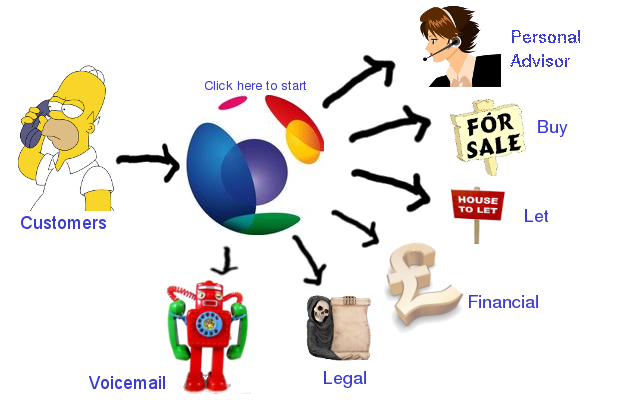 Personal
Advisor
Click here to start
FOR
SALE
Buy
HOUSE
TO LET
Let
Customers
Financial
Legal
Voicemail